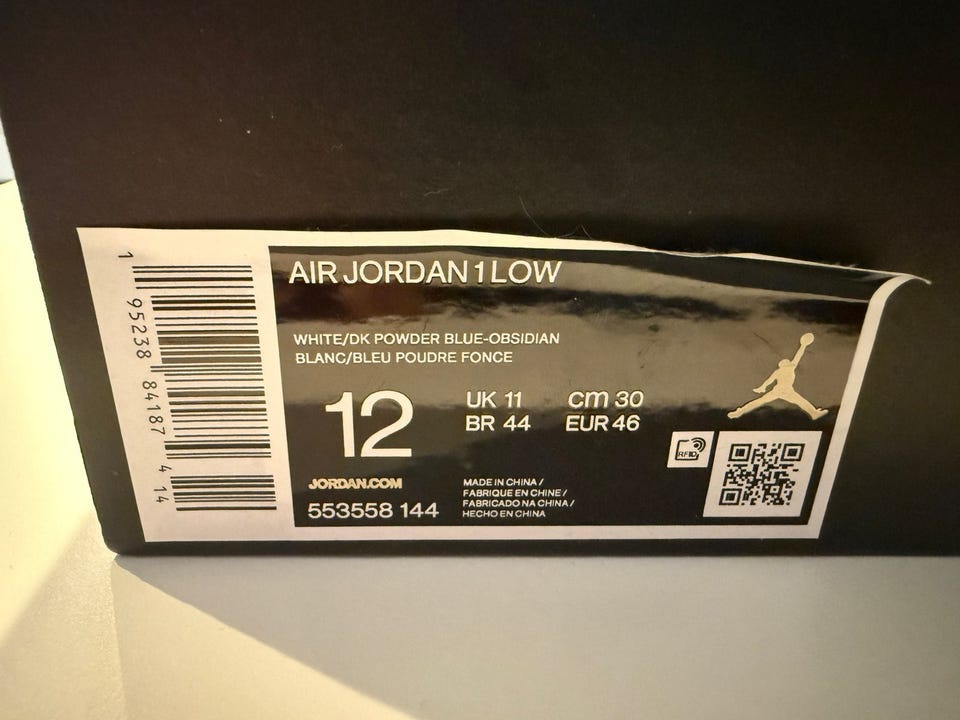 1 95238 84187 4 14
AIR JORDAN 1 LOW
WHITE/DK POWDER BLUE-OBSIDIAN
BLANC/BLEU POUDRE FONCE
12
UK 11 cm 30
BR 44 EUR 46
RFID
JORDAN.COM
553558 144
MADE IN CHINA /
FABRIQUE EN CHINE /
FABRICADO NA CHINA /
HECHO EN CHINA